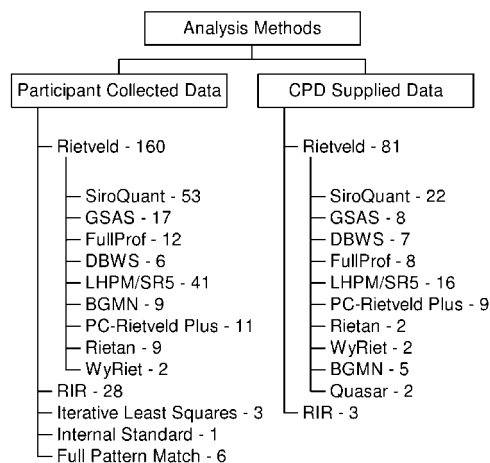 Analysis Methods
Participant Collected Data
Rietveld - 160
SiroQuant - 53
GSAS - 17
FullProf - 12
DBWS - 6
LHPM/SR5 - 41
BGMN - 9
PC-Rietveld Plus - 11
Rietan - 9
WyRiet - 2
RIR - 28
Iterative Least Squares - 3
Internal Standard - 1
Full Pattern Match - 6
CPD Supplied Data
Rietveld - 81
SiroQuant - 22
GSAS - 8
DBWS - 7
FullProf - 8
LHPM/SR5 - 16
PC-Rietveld Plus - 9
Rietan - 2
WyRiet - 2
BGMN - 5
Quasar - 2
RIR - 3